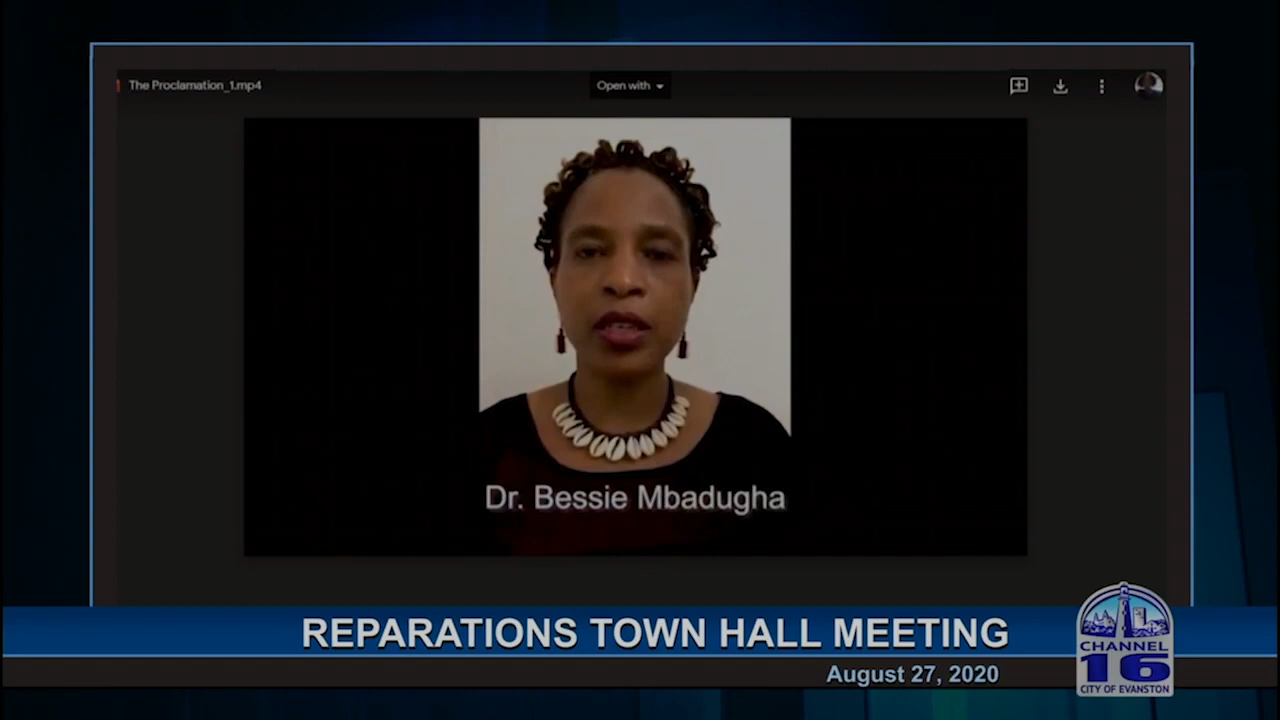 The Proclamation_1.mp4
Open with
Dr. Bessie Mbadugha
REPARATIONS TOWN HALL MEETING
August 27, 2020
CHANNEL
16
CITY OF EVANSTON